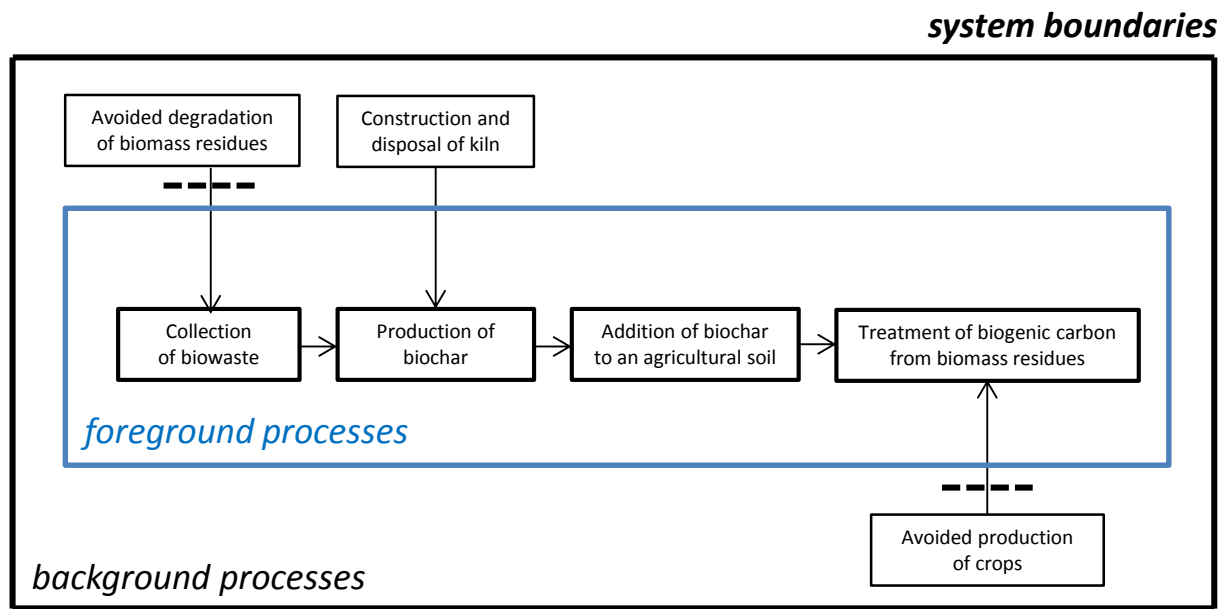 system boundaries
Avoided degradation
of biomass residues
Construction and
disposal of kiln
Collection
of biowaste
Production of
biochar
Addition of biochar
to an agricultural soil
Treatment of biogenic carbon
from biomass residues
foreground processes
Avoided production
of crops
background processes